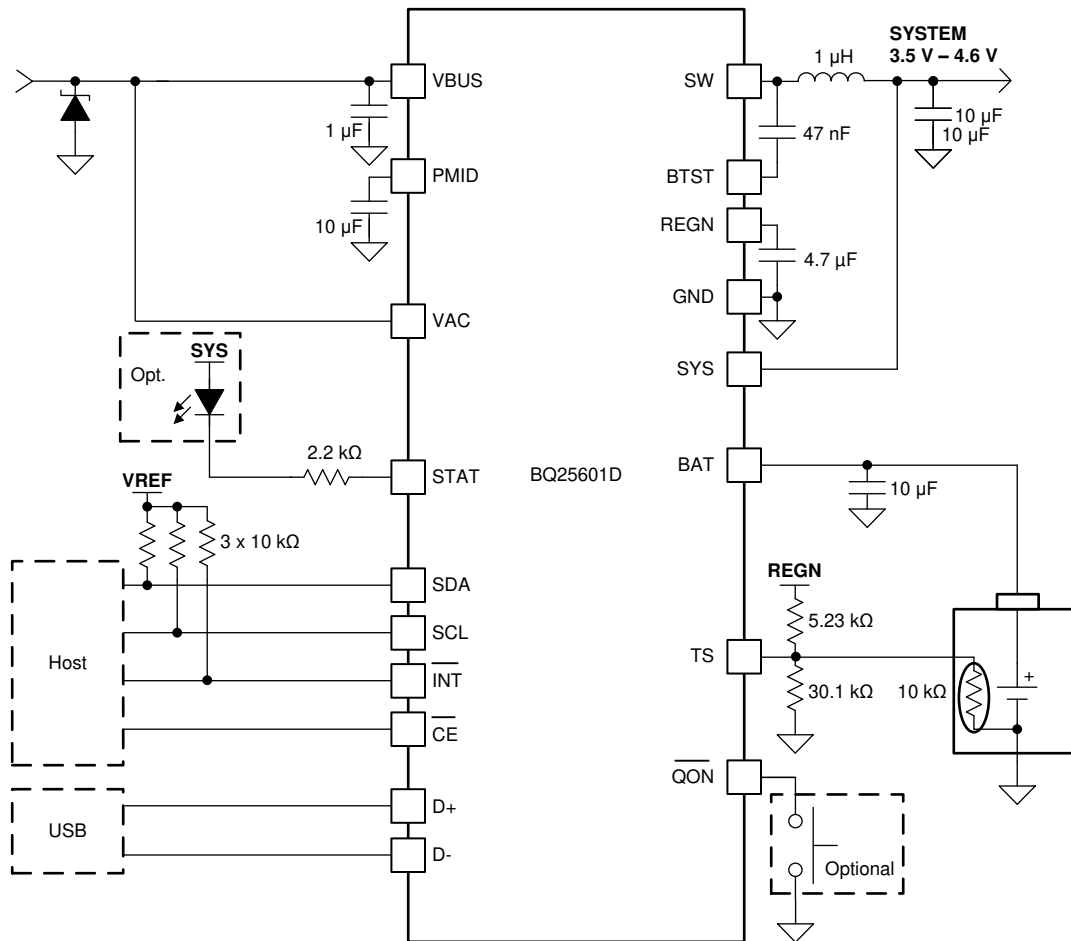 SYSTEM
3.5 V – 4.6 V
1 µH
VBUS
SW
1 µF
10 µF
10 µF
47 nF
PMID
BTST
10 µF
REGN
4.7 µF
GND
VAC
SYS
Opt.
SYS
2.2 kΩ
STAT
BQ25601D
BAT
10 µF
VREF
3 x 10 kΩ
SDA
REGN
5.23 kΩ
SCL
TS
Host
INT
30.1 kΩ
10 kΩ
+
CE
QON
D+
USB
D-
Optional